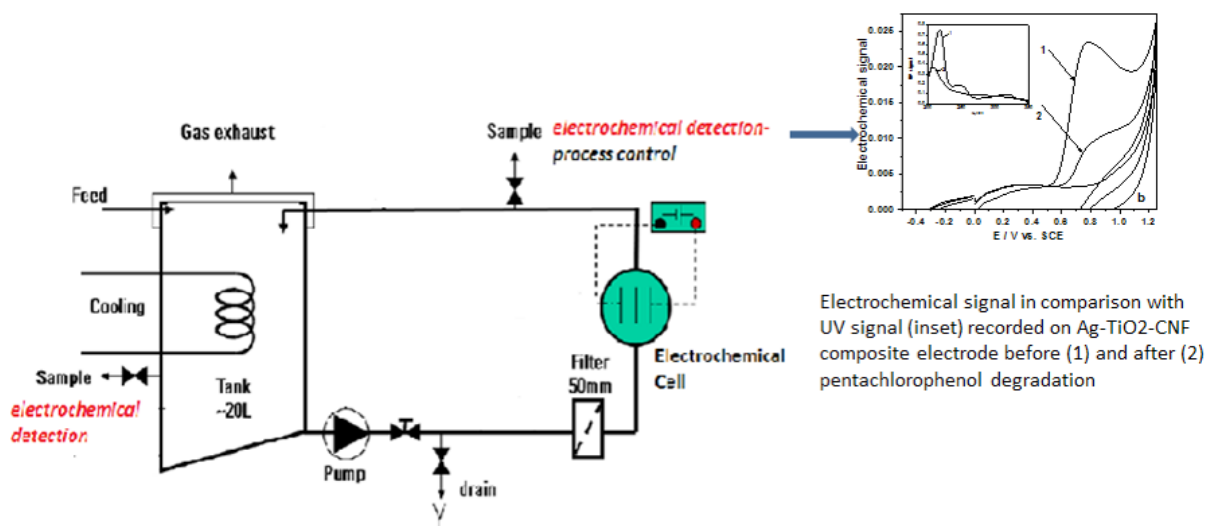 Gas exhaust
Feed
Cooling
Sample
electrochemical
detection
Tank
~20L
Pump
drain
Filter
50mm
Electrochemical
Cell
Sample
electrochemical detection-
process control
Electrochemical signal
0.025
0.020
0.015
0.010
0.005
0.000
-0.4 -0.2 0.0 0.2 0.4 0.6 0.8 1.0 1.2
E / V vs. SCE
1
2
b
Electrochemical signal in comparison with
UV signal (inset) recorded on Ag-TiO2-CNF
composite electrode before (1) and after (2)
pentachlorophenol degradation